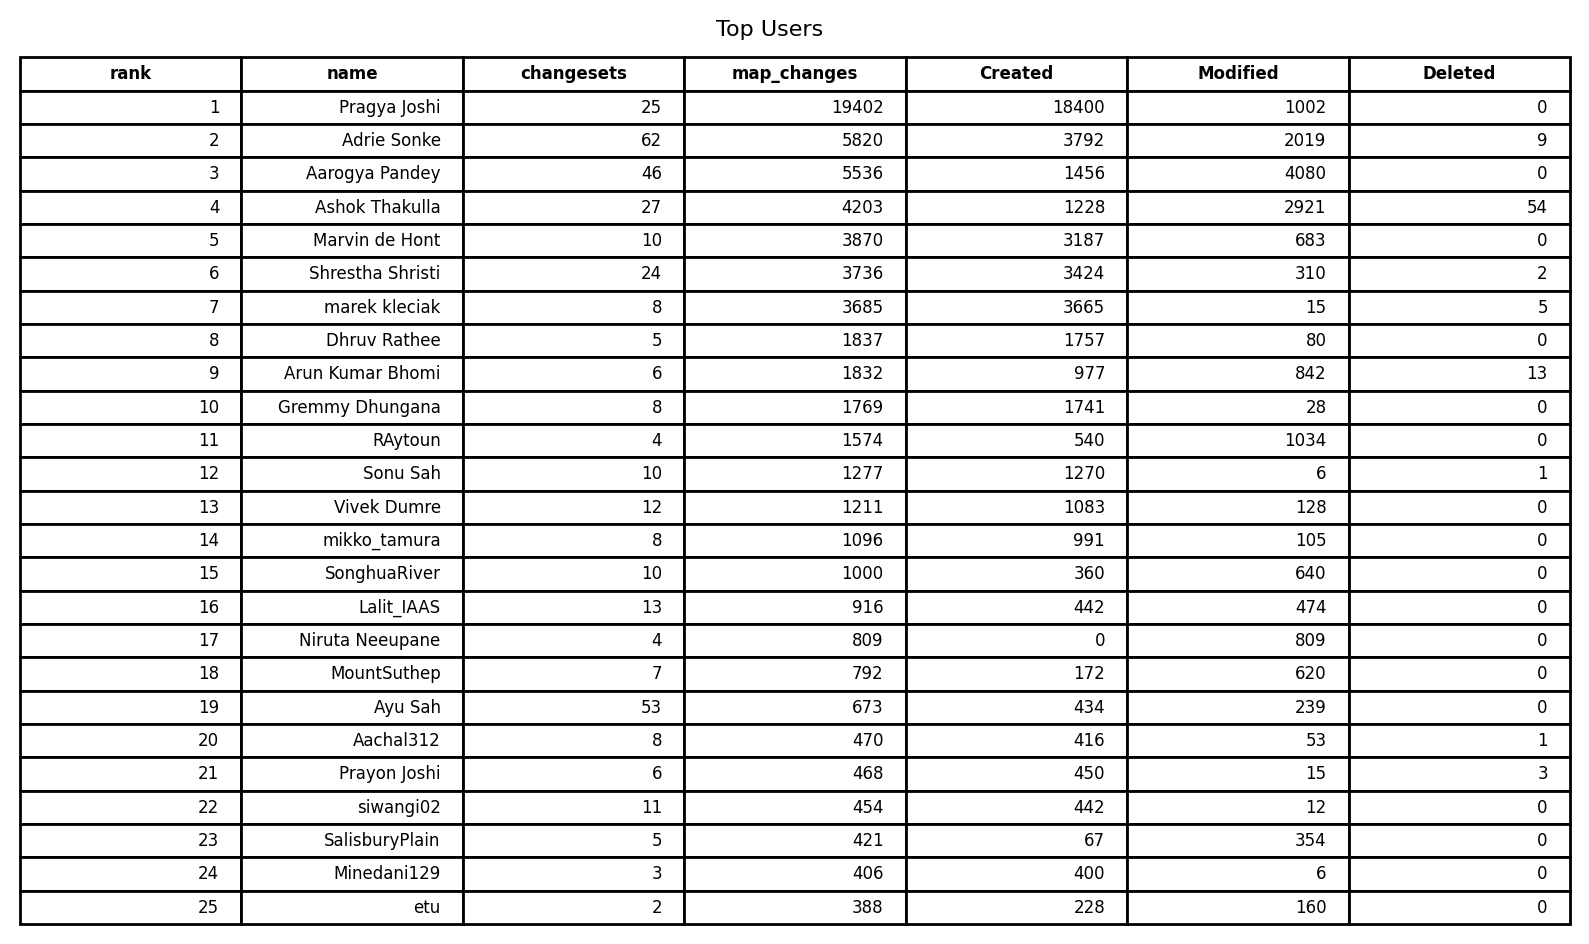 Top Users
rank name changesets map_changes Created Modified Deleted
1 Pragya Joshi 25 19402 18400 1002 0
2 Adrie Sonke 62 5820 3792 2019 9
3 Aarogya Pandey 46 5536 1456 4080 0
4 Ashok Thakulla 27 4203 1228 2921 54
5 Marvin de Hont 10 3870 3187 683 0
6 Shrestha Shristi 24 3736 3424 310 2
7 marek kleciak 8 3685 3665 15 5
8 Dhruv Rathee 5 1837 1757 80 0
9 Arun Kumar Bhomi 6 1832 977 842 13
10 Gremmy Dhungana 8 1769 1741 28 0
11 RAytoun 4 1574 540 1034 0
12 Sonu Sah 10 1277 1270 6 1
13 Vivek Dumre 12 1211 1083 128 0
14 mikko_tamura 8 1096 991 105 0
15 SonghuaRiver 10 1000 360 640 0
16 Lalit_IAAS 13 916 442 474 0
17 Niruta Neeupane 4 809 0 809 0
18 MountSuthep 7 792 172 620 0
19 Ayu Sah 53 673 434 239 0
20 Aachal312 8 470 416 53 1
21 Prayon Joshi 6 468 450 15 3
22 siwangi02 11 454 442 12 0
23 SalisburyPlain 5 421 67 354 0
24 Minedani129 3 406 400 6 0
25 etu 2 388 228 160 0